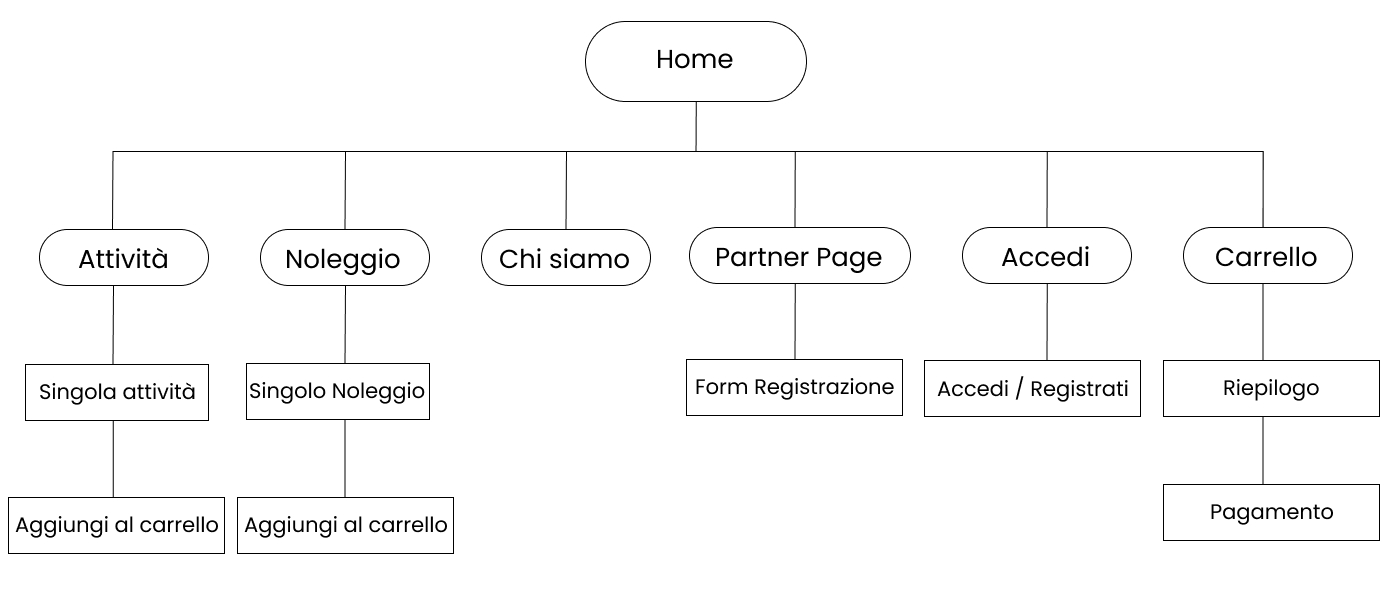 Home
Attività
Noleggio
Chi siamo
Partner Page
Accedi
Carrello
Singola attività
Singolo Noleggio
Form Registrazione
Accedi / Registrati
Riepilogo
Aggiungi al carrello
Aggiungi al carrello
Pagamento